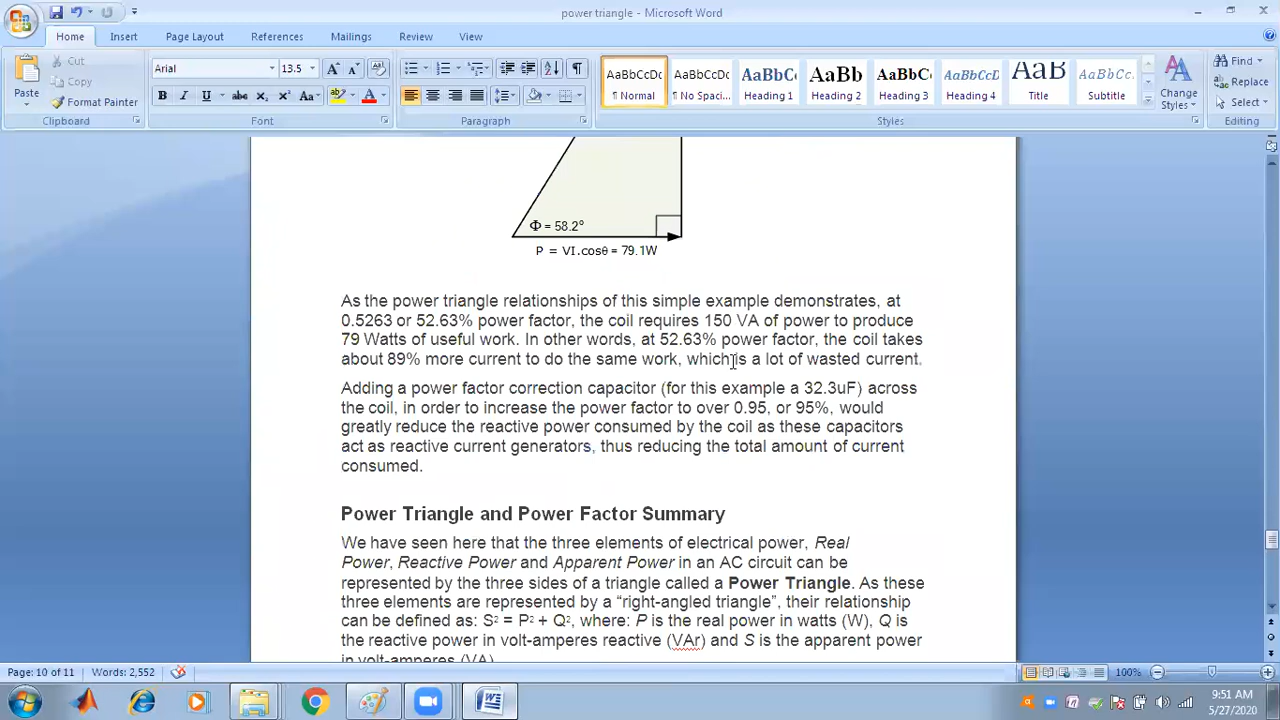 power triangle - Microsoft Word
Home Insert Page Layout References Mailings Review View
Paste
Cut
Copy
Format Painter
Clipboard
Arial 13.5
B I U abc x₂ x² Aa
Font
Paragraph
AaBbCcDc AaBbCcDc AaBbC AaBb AaBbC AaBbCcD AaB AaBbCcD
¶ Normal ¶ No Spaci... Heading 1 Heading 2 Heading 3 Heading 4 Title Subtitle
Change Styles
Styles
Find
Replace
Select
Editing
Φ = 58.2°
P = VI.cosθ = 79.1W
As the power triangle relationships of this simple example demonstrates, at
0.5263 or 52.63% power factor, the coil requires 150 VA of power to produce
79 Watts of useful work. In other words, at 52.63% power factor, the coil takes
about 89% more current to do the same work, which is a lot of wasted current.
Adding a power factor correction capacitor (for this example a 32.3uF) across
the coil, in order to increase the power factor to over 0.95, or 95%, would
greatly reduce the reactive power consumed by the coil as these capacitors
act as reactive current generators, thus reducing the total amount of current
consumed.
Power Triangle and Power Factor Summary
We have seen here that the three elements of electrical power, Real
Power, Reactive Power and Apparent Power in an AC circuit can be
represented by the three sides of a triangle called a Power Triangle. As these
three elements are represented by a “right-angled triangle”, their relationship
can be defined as: S² = P² + Q², where: P is the real power in watts (W), Q is
the reactive power in volt-amperes reactive (VAr) and S is the apparent power
in volt-amperes (VA)
Page: 10 of 11 Words: 2,552 100%
9:51 AM
5/27/2020